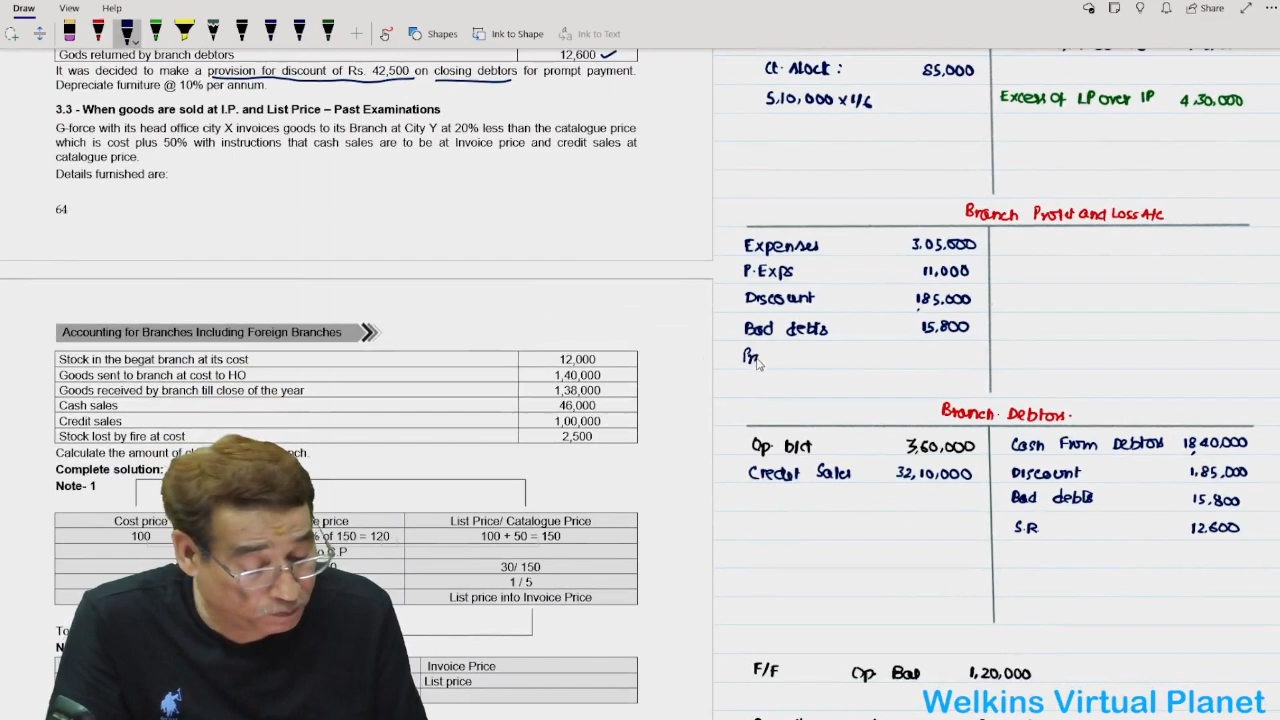 Draw View Help
Share
Shapes Ink to Shape Ink to Text
Gods returned by branch debtors 12,600
It was decided to make a provision for discount of Rs. 42,500 on closing debtors for prompt payment.
Depreciate furniture @ 10% per annum.
3.3 - When goods are sold at I.P. and List Price – Past Examinations
G-force with its head office city X invoices goods to its Branch at City Y at 20% less than the catalogue price
which is cost plus 50% with instructions that cash sales are to be at Invoice price and credit sales at
catalogue price.
Details furnished are:
64
Accounting for Branches Including Foreign Branches
Stock in the begat branch at its cost 12,000
Goods sent to branch at cost to HO 1,40,000
Goods received by branch till close of the year 1,38,000
Cash sales 46,000
Credit sales 1,00,000
Stock lost by fire at cost 2,500
Calculate the amount of
Complete solution:
Note- 1
Cost price price List Price/ Catalogue Price
100 of 150 = 120 100 + 50 = 150
30/ 150
1 / 5
List price into Invoice Price
Invoice Price
List price
Cl. stock: 85,000
5,10,000 x 1/6
Excess of LP over IP 4,30,000
Branch Profit and Loss A/c
Expenses 3,05,000
P. Exps 11,000
Discount 185,000
Bad debts 15,800
Branch Debtors.
Op bld 3,60,000 Cash From Debtors 1840,000
Credit Sales 32,10,000 Discount 1,85,000
Bad debts 15,800
S.R 12,600
F/F Op Bal 1,20,000
Welkins Virtual Planet